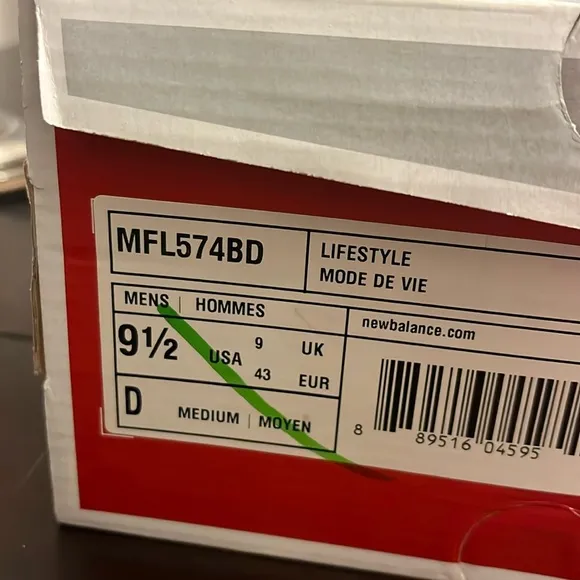 MFL574BD
LIFESTYLE
MODE DE VIE
MENS | HOMMES
newbalance.com
9½ USA 9 UK
43 EUR
D MEDIUM | MOYEN
8 89516 04595